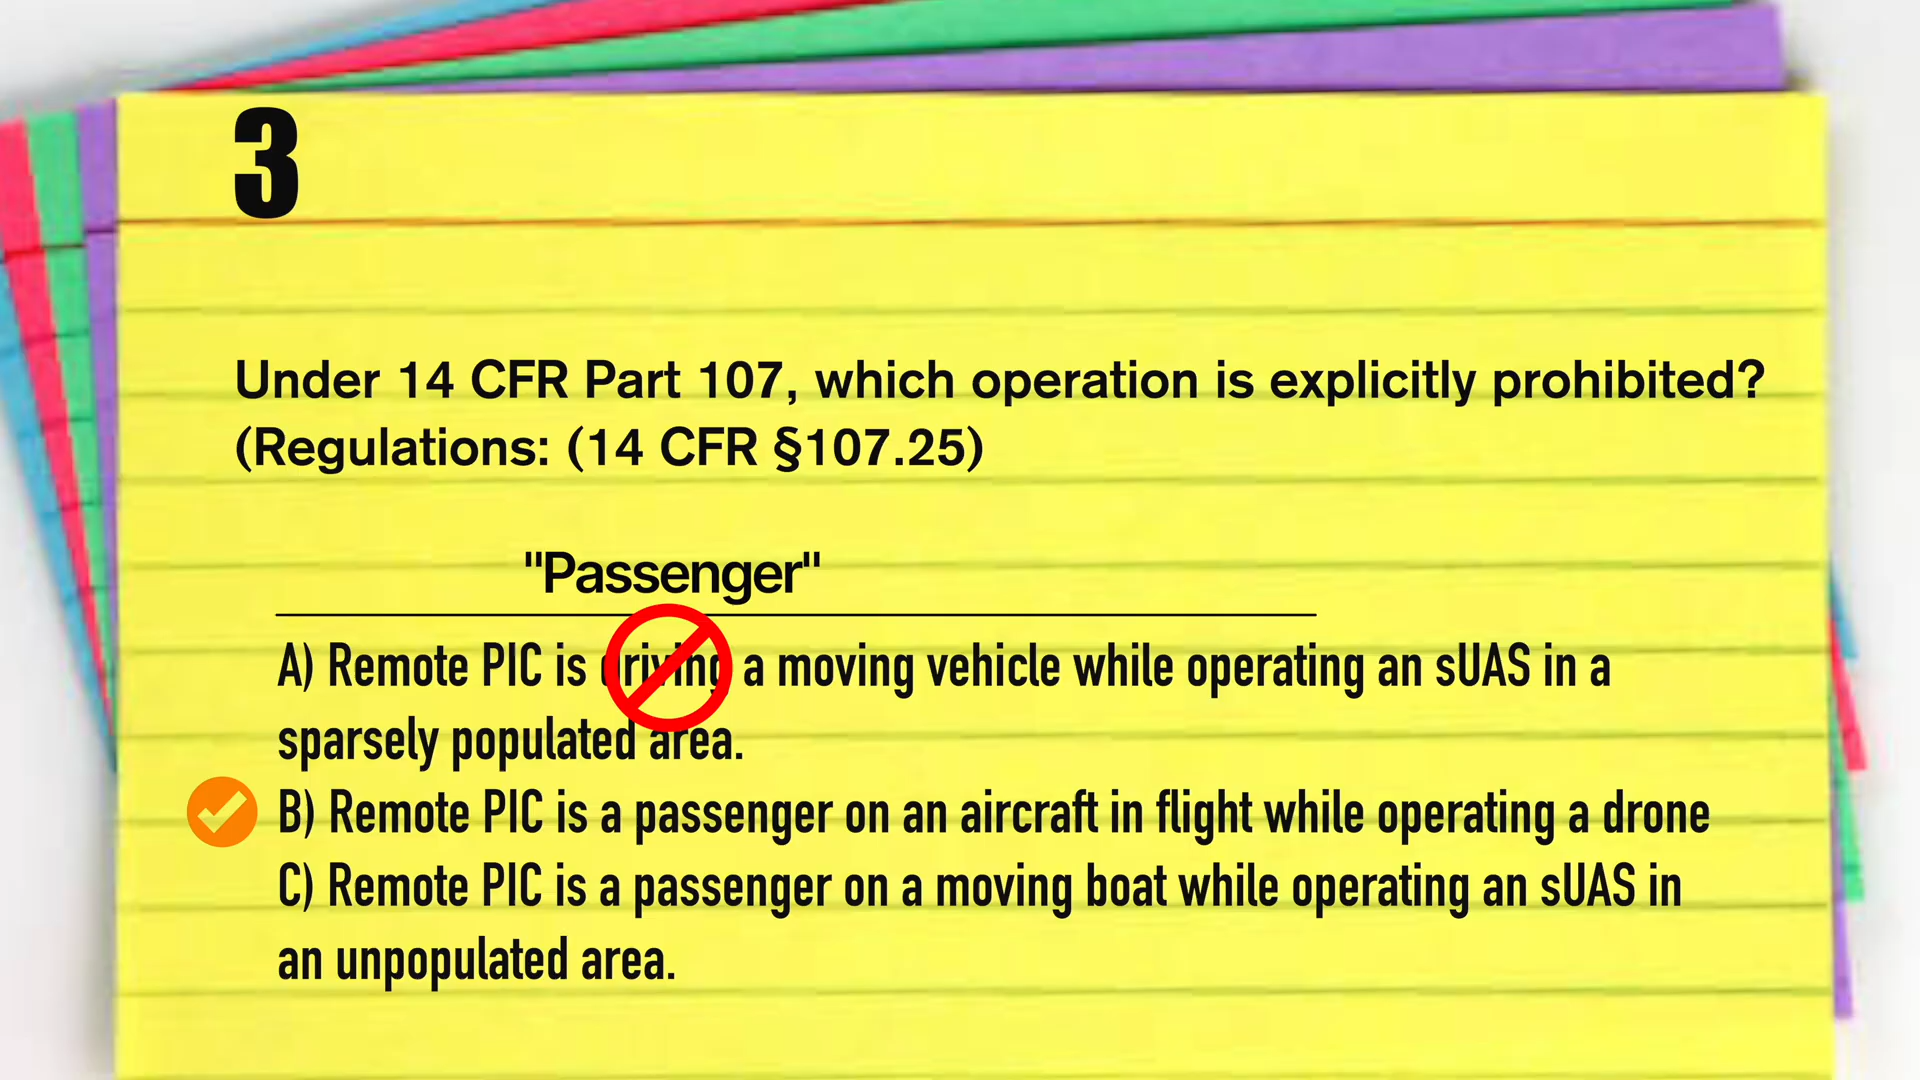 3
Under 14 CFR Part 107, which operation is explicitly prohibited?
(Regulations: (14 CFR §107.25)
"Passenger"
A) Remote PIC is driving a moving vehicle while operating an sUAS in a
sparsely populated area.
B) Remote PIC is a passenger on an aircraft in flight while operating a drone
C) Remote PIC is a passenger on a moving boat while operating an sUAS in
an unpopulated area.